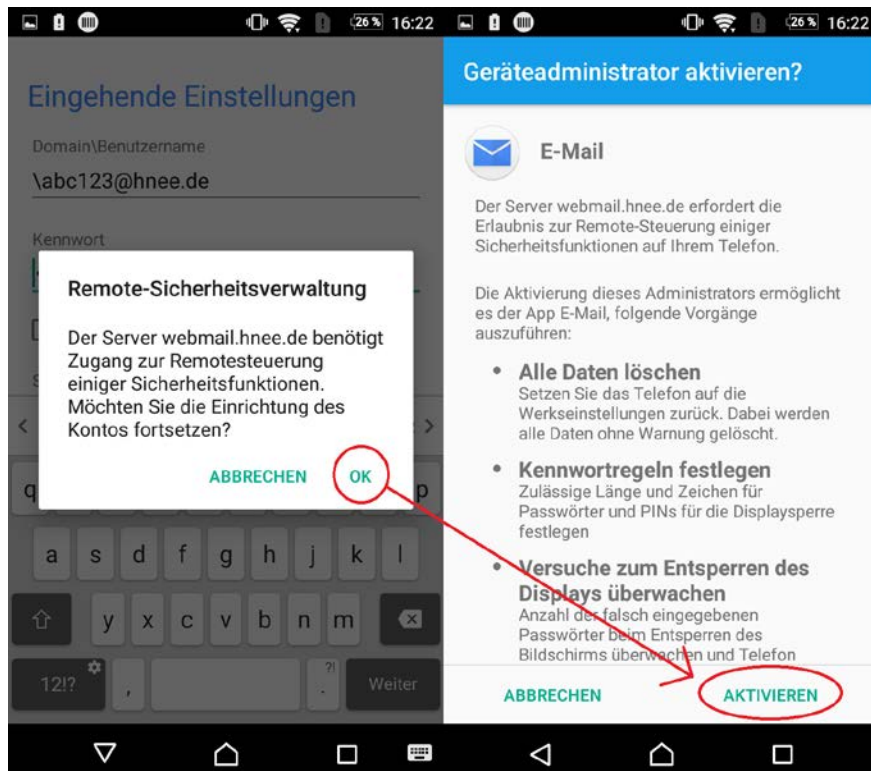 26 % 16:22
Eingehende Einstellungen
Domain\Benutzername
\abc123@hnee.de
Kennwort
Remote-Sicherheitsverwaltung
Der Server webmail.hnee.de benötigt
Zugang zur Remotesteuerung
einiger Sicherheitsfunktionen.
Möchten Sie die Einrichtung des
Kontos fortsetzen?
ABBRECHEN OK
q p
a s d f g h j k l
y x c v b n m
12!? , ?! . Weiter
26 % 16:22
Geräteadministrator aktivieren?
E-Mail
Der Server webmail.hnee.de erfordert die
Erlaubnis zur Remote-Steuerung einiger
Sicherheitsfunktionen auf Ihrem Telefon.
Die Aktivierung dieses Administrators ermöglicht
es der App E-Mail, folgende Vorgänge
auszuführen:
• Alle Daten löschen
Setzen Sie das Telefon auf die
Werkseinstellungen zurück. Dabei werden
alle Daten ohne Warnung gelöscht.
• Kennwortregeln festlegen
Zulässige Länge und Zeichen für
Passwörter und PINs für die Displaysperre
festlegen
• Versuche zum Entsperren des
Displays überwachen
Anzahl der falsch eingegebenen
Passwörter beim Entsperren des
Bildschirms überwachen und Telefon
ABBRECHEN AKTIVIEREN